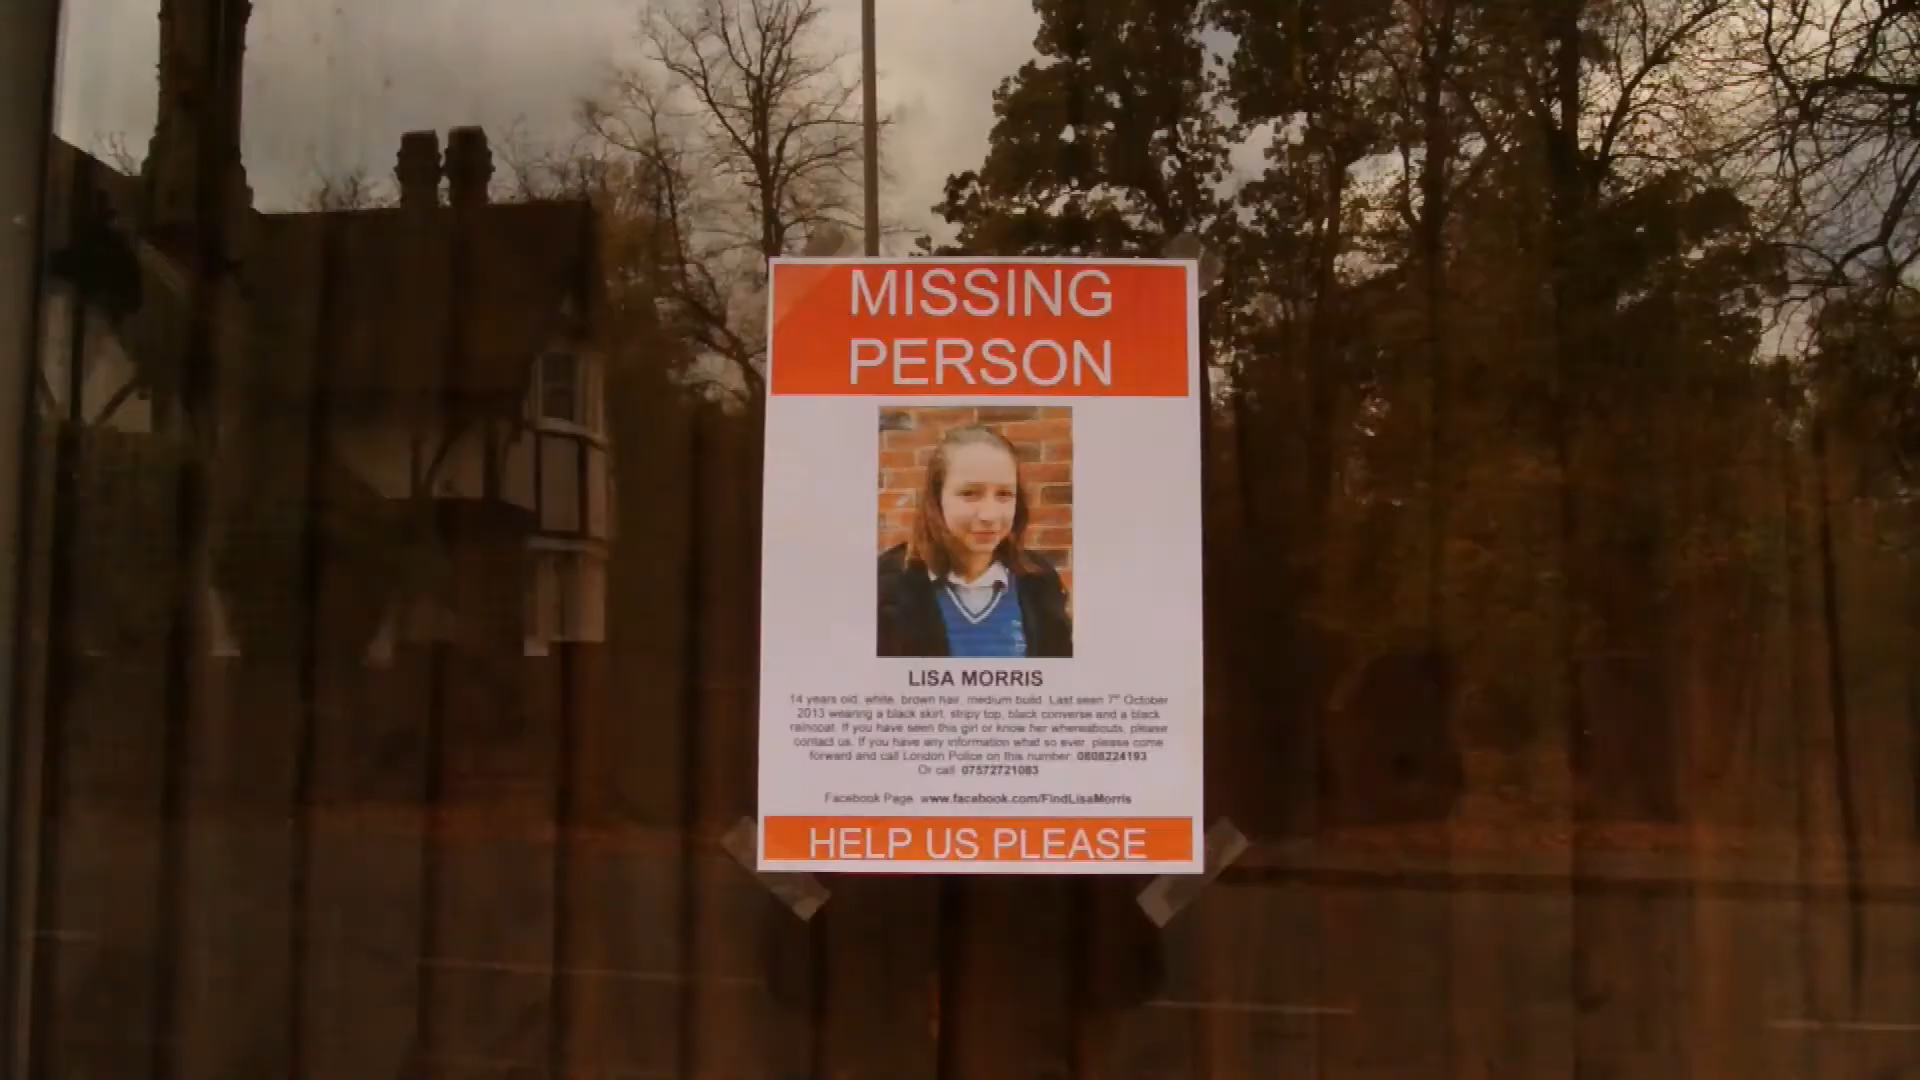 MISSING
PERSON
LISA MORRIS
14 years old, white, brown hair, medium build. Last seen 7th October
2013 wearing a black skirt, stripy top, black converse and a black
raincoat. If you have seen this girl or know her whereabouts, please
contact us. If you have any information what so ever, please come
forward and call London Police on this number: 0808224193
Or call: 07572721083
Facebook Page: www.facebook.com/FindLisaMorris
HELP US PLEASE